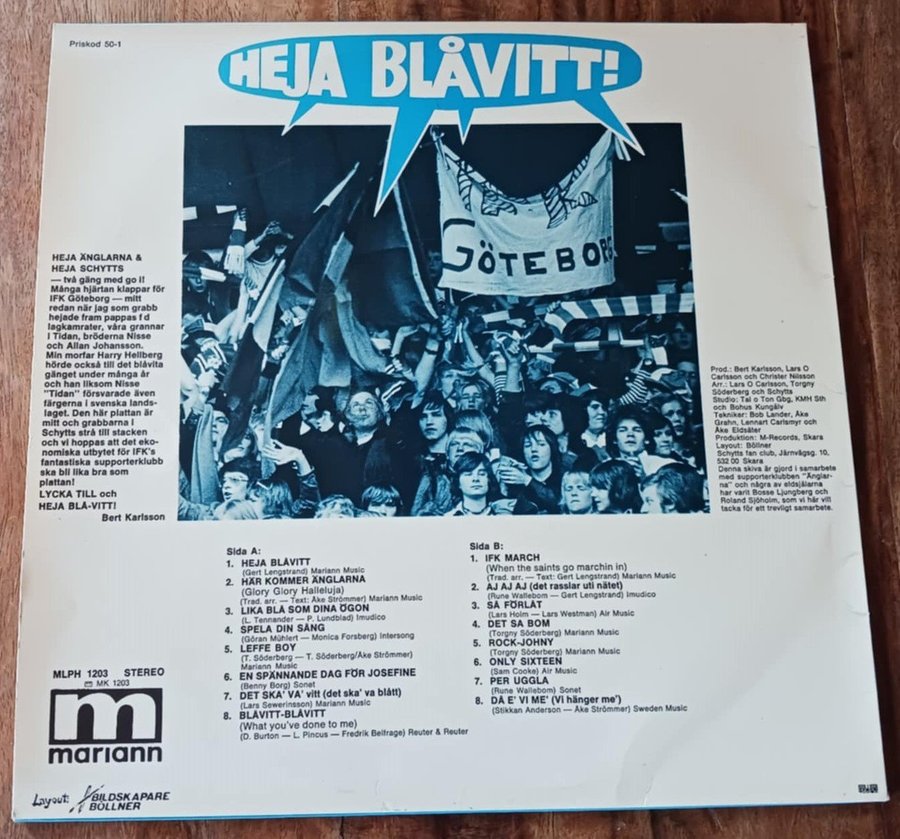 Priskod 50-1
HEJA BLÅVITT!
GÖTEBORG
HEJA ÄNGLARNA &
HEJA SCHYTTS
— två gäng med go i!
Många hjärtan klappar för
IFK Göteborg — mitt
redan när jag som grabb
hejade fram pappas f d
lagkamrater, våra grannar
i Tidan, bröderna Nisse
och Allan Johansson.
Min morfar Harry Hellberg
hörde också till det blåvita
gänget under många år
och han liksom Nisse
"Tidan" försvarade även
färgerna i svenska lands-
laget. Den här plattan är
mitt och grabbarna i
Schytts strå till stacken
och vi hoppas att det eko-
nomiska utbytet för IFK's
fantastiska supporterklubb
ska bli lika bra som
plattan!
LYCKA TILL och
HEJA BLÅ-VITT!
Bert Karlsson
Prod.: Bert Karlsson, Lars O
Carlsson och Christer Nilsson
Arr.: Lars O Carlsson, Torgny
Söderberg och Schytts
Studio: Tal o Ton Gbg, KMH Sth
och Bohus Kungälv
Tekniker: Bob Lander, Åke
Grahn, Lennart Carlsmyr och
Åke Eldsäter
Produktion: M-Records, Skara
Layout: Böllner
Schytts fan club, Järnvägsg. 10,
532 00 Skara
Denna skiva är gjord i samarbete
med supporterklubben "Änglar-
na" och några av eldsjälarna
har varit Bosse Ljungberg och
Roland Sjöholm, som vi här vill
tacka för ett trevligt samarbete.
Sida A:
1. HEJA BLÅVITT
(Gert Lengstrand) Mariann Music
2. HÄR KOMMER ÄNGLARNA
(Glory Glory Halleluja)
(Trad. arr. — Text: Åke Strömmer) Mariann Music
3. LIKA BLÅ SOM DINA ÖGON
(L. Tennander — P. Lundblad) Imudico
4. SPELA DIN SÅNG
(Göran Mühlert — Monica Forsberg) Intersong
5. LEFFE BOY
(T. Söderberg — T. Söderberg/Åke Strömmer)
Mariann Music
6. EN SPÄNNANDE DAG FÖR JOSEFINE
(Benny Borg) Sonet
7. DET SKA' VA' vitt (det ska' va blått)
(Lars Sewerinsson) Mariann Music
8. BLÅVITT-BLÅVITT
(What you've done to me)
(D. Burton — L. Pincus — Fredrik Belfrage) Reuter & Reuter
Sida B:
1. IFK MARCH
(When the saints go marchin in)
(Trad. arr. — Text: Gert Lengstrand) Mariann Music
2. AJ AJ AJ (det rasslar uti nätet)
(Rune Wallebom — Gert Lengstrand) Imudico
3. SÅ FÖRLÅT
(Lars Holm — Lars Westman) Air Music
4. DET SA BOM
(Torgny Söderberg) Mariann Music
5. ROCK-JOHNY
(Torgny Söderberg) Mariann Music
6. ONLY SIXTEEN
(Sam Cooke) Air Music
7. PER UGGLA
(Rune Wallebom) Sonet
8. DÅ E' VI ME' (Vi hänger me')
(Stikkan Anderson — Åke Strömmer) Sweden Music
MLPH 1203 STEREO
MK 1203
m
mariann
Layout: BILDSKAPARE
BÖLLNER